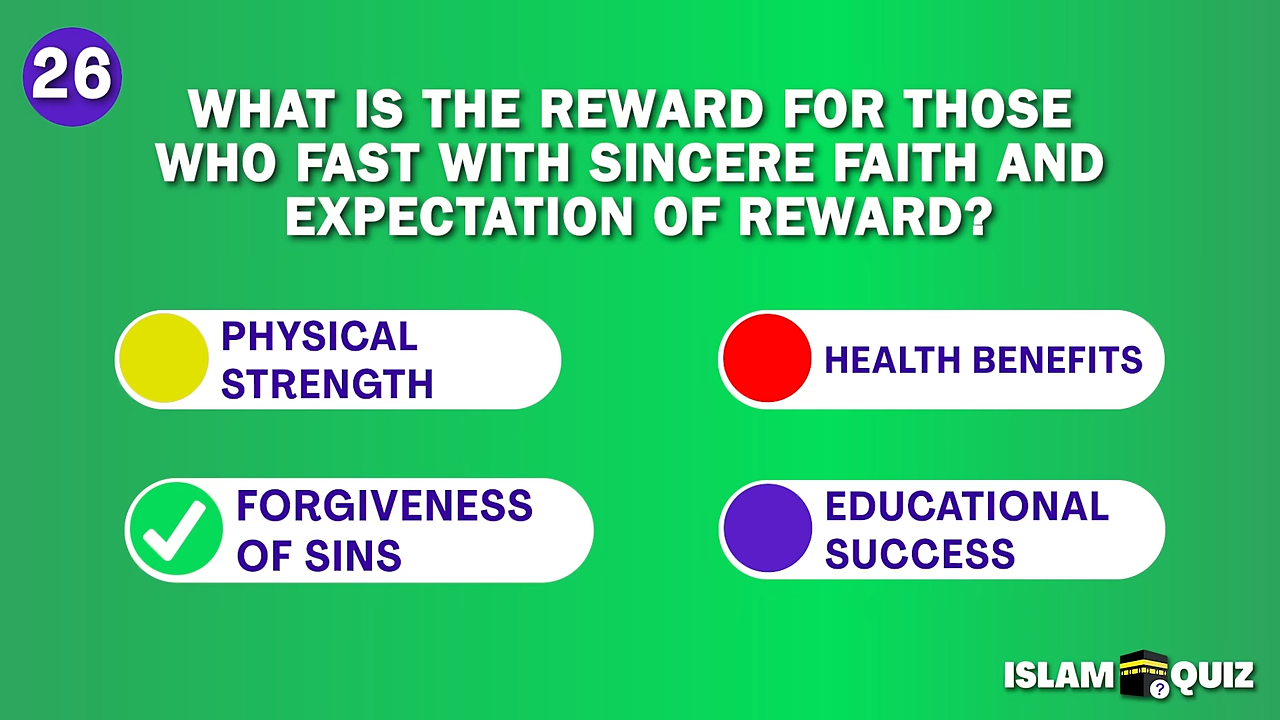 26
WHAT IS THE REWARD FOR THOSE
WHO FAST WITH SINCERE FAITH AND
EXPECTATION OF REWARD?
PHYSICAL
STRENGTH
HEALTH BENEFITS
FORGIVENESS
OF SINS
EDUCATIONAL
SUCCESS
ISLAM ? QUIZ